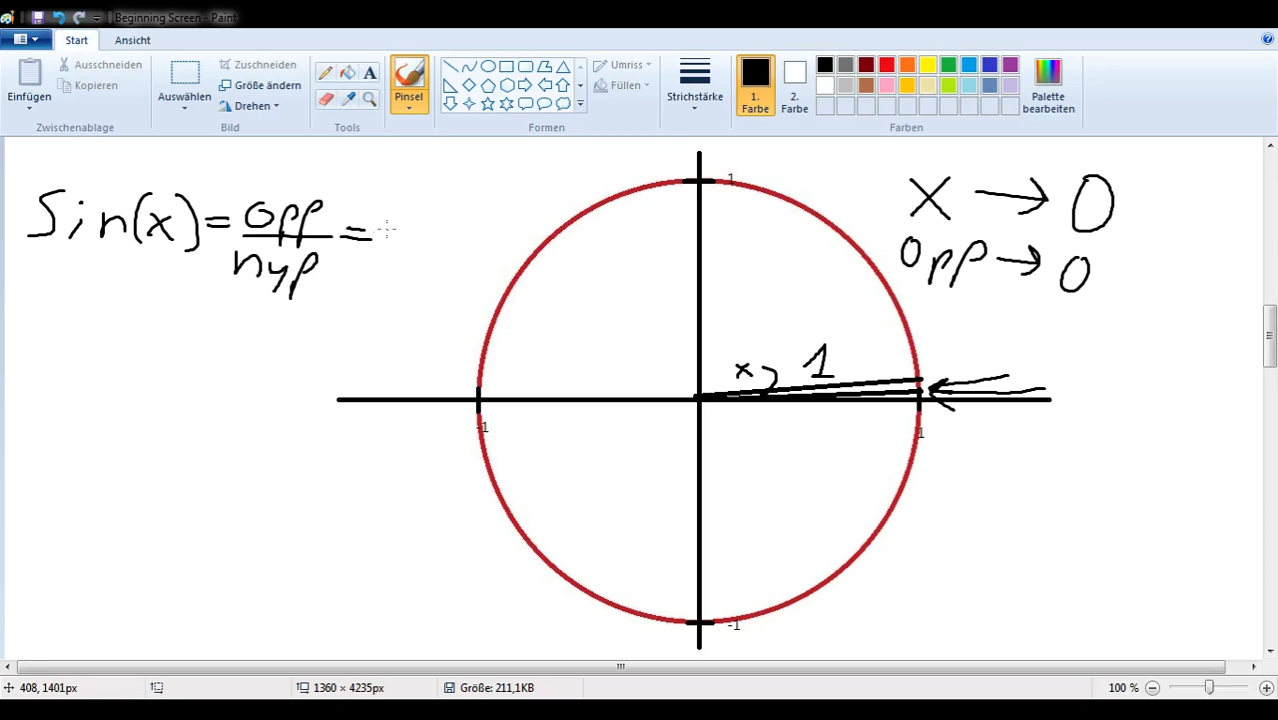 Beginning Screen - Paint
Start Ansicht
Einfügen
Ausschneiden
Kopieren
Zwischenablage
Auswählen
Zuschneiden
Größe ändern
Drehen
Bild
A
Tools
Pinsel
Formen
Umriss
Füllen
Strichstärke
1. Farbe
2. Farbe
Palette bearbeiten
Farben
Sin(x) = opp/hyp =
x → 0
opp → 0
1
x 1
-1
1
-1
408, 1401px
1360 × 4235px
Größe: 211,1KB
100 %